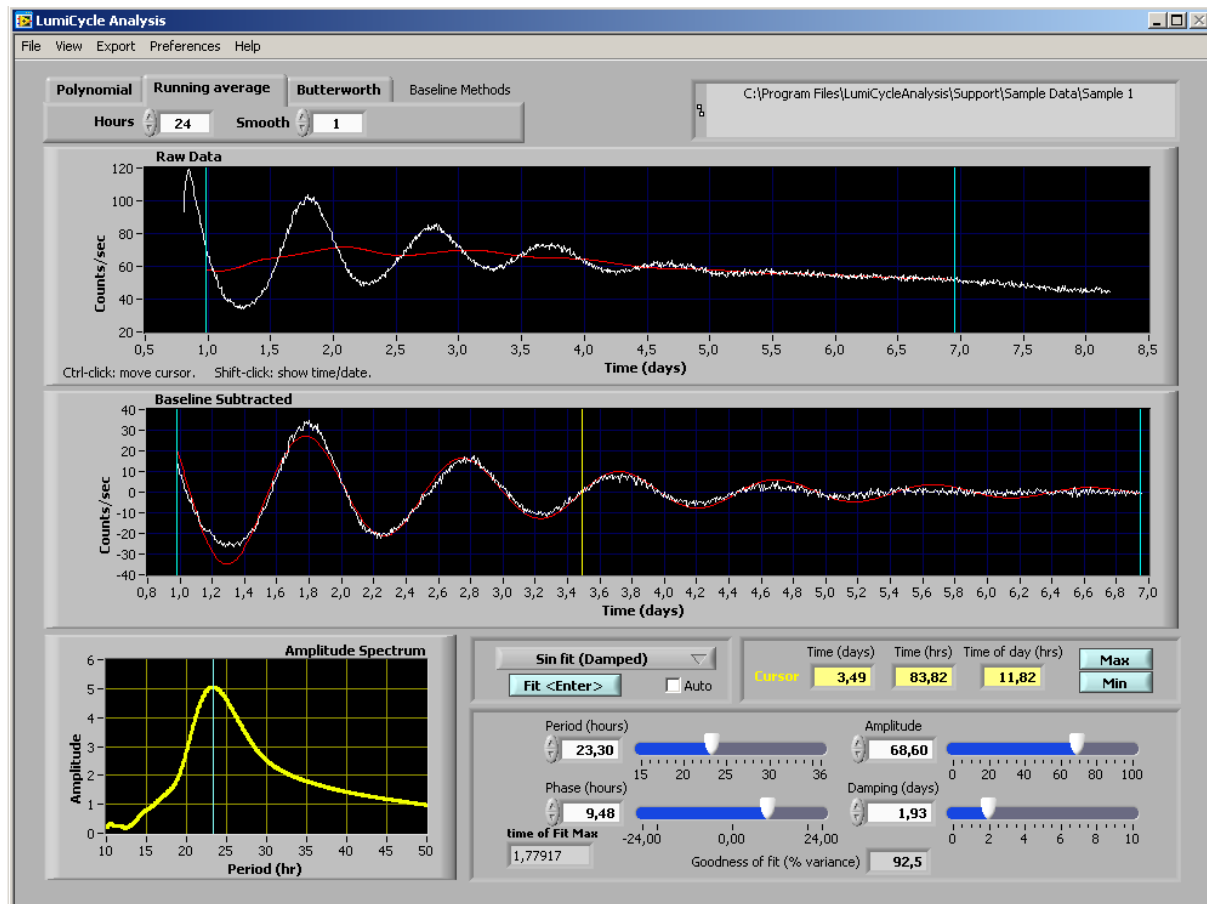 LumiCycle Analysis
File View Export Preferences Help
Polynomial Running average Butterworth Baseline Methods
Hours 24 Smooth 1
C:\Program Files\LumiCycleAnalysis\Support\Sample Data\Sample 1
Raw Data
120
100
80
60
40
20
Counts/sec
0,5 1,0 1,5 2,0 2,5 3,0 3,5 4,0 4,5 5,0 5,5 6,0 6,5 7,0 7,5 8,0 8,5
Time (days)
Ctrl-click: move cursor. Shift-click: show time/date.
Baseline Subtracted
40
30
20
10
0
-10
-20
-30
-40
Counts/sec
0,8 1,0 1,2 1,4 1,6 1,8 2,0 2,2 2,4 2,6 2,8 3,0 3,2 3,4 3,6 3,8 4,0 4,2 4,4 4,6 4,8 5,0 5,2 5,4 5,6 5,8 6,0 6,2 6,4 6,6 6,8 7,0
Time (days)
Amplitude Spectrum
6
5
4
3
2
1
0
Amplitude
10 15 20 25 30 35 40 45 50
Period (hr)
Sin fit (Damped)
Fit <Enter> Auto
Time (days) Time (hrs) Time of day (hrs)
Cursor 3,49 83,82 11,82
Max
Min
Period (hours)
23,30
15 20 23 30 36
Amplitude
68,60
0 20 40 60 80 100
Phase (hours)
9,48
-24,00 0,00 24,00
Damping (days)
1,93
0 2 4 6 8 10
time of Fit Max
1,77917
Goodness of fit (% variance) 92,5